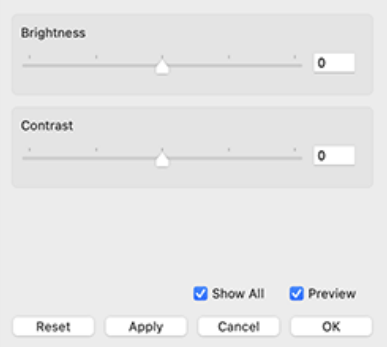 Brightness
0
Contrast
0
Show All Preview
Reset Apply Cancel OK